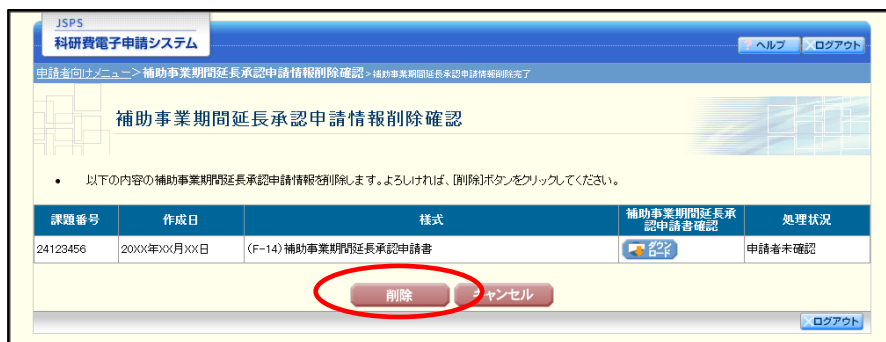 JSPS
科研費電子申請システム
ヘルプ
ログアウト
申請者向けメニュー>補助事業期間延長承認申請情報削除確認>補助事業期間延長承認申請情報削除完了
補助事業期間延長承認申請情報削除確認
• 以下の内容の補助事業期間延長承認申請情報を削除します。よろしければ、[削除]ボタンをクリックしてください。
課題番号 作成日 様式 補助事業期間延長承認申請書確認 処理状況
24123456 20XX年XX月XX日 (F-14)補助事業期間延長承認申請書 ダウンロード 申請者未確認
削除 キャンセル
ログアウト